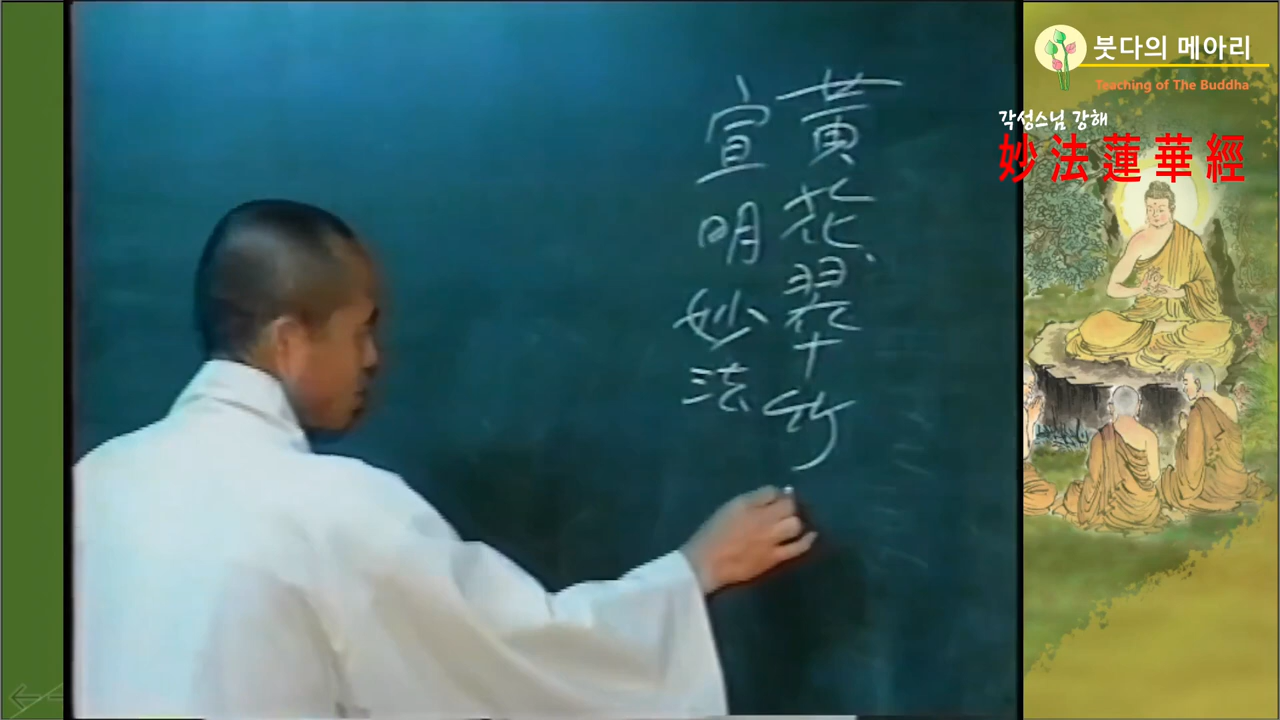 黃花翠竹
宣明妙法
붓다의 메아리
Teaching of The Buddha
각성스님 강해
妙法蓮華經